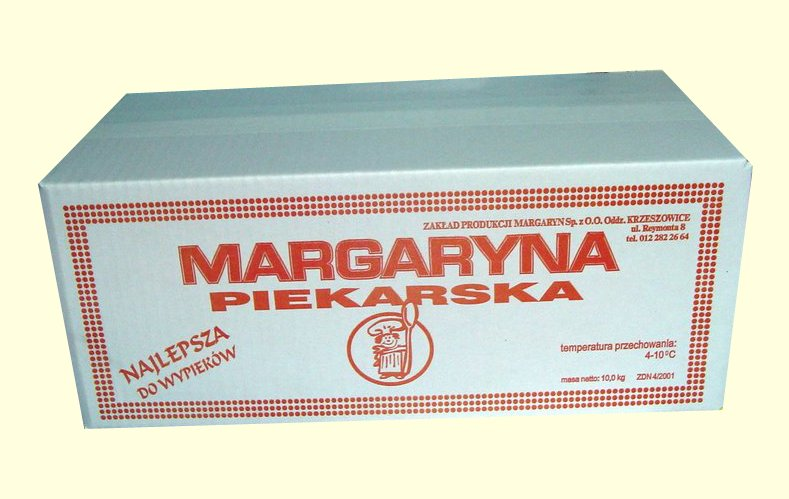 ZAKŁAD PRODUKCJI MARGARYN Sp. z O.O. Oddz. KRZESZOWICE
ul. Reymonta 8
tel. 012 282 26 64
MARGARYNA
PIEKARSKA
NAJLEPSZA
DO WYPIEKÓW
temperatura przechowania:
4-10°C
masa netto: 10,0 kg ZDN 4/2001